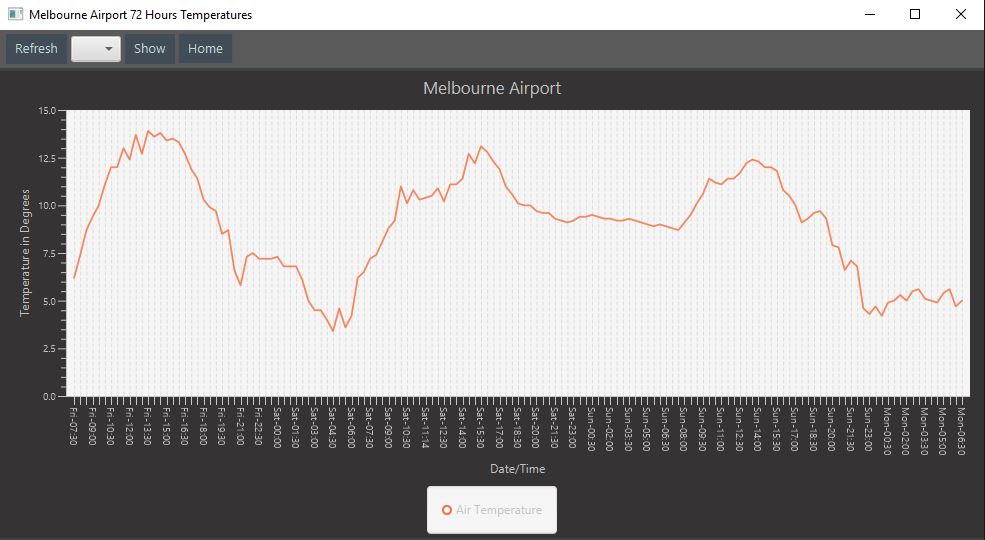 Melbourne Airport 72 Hours Temperatures
Refresh
Show
Home
Melbourne Airport
Temperature in Degrees
15.0
12.5
10.0
7.5
5.0
2.5
0.0
Fri-07:30
Fri-09:00
Fri-10:30
Fri-12:00
Fri-13:30
Fri-15:00
Fri-16:30
Fri-18:00
Fri-19:30
Fri-21:00
Fri-22:30
Sat-00:00
Sat-01:30
Sat-03:00
Sat-04:30
Sat-06:00
Sat-07:30
Sat-09:00
Sat-10:30
Sat-11:14
Sat-12:30
Sat-14:00
Sat-15:30
Sat-17:00
Sat-18:30
Sat-20:00
Sat-21:30
Sat-23:00
Sun-00:30
Sun-02:00
Sun-03:30
Sun-05:00
Sun-06:30
Sun-08:00
Sun-09:30
Sun-11:00
Sun-12:30
Sun-14:00
Sun-15:30
Sun-17:00
Sun-18:30
Sun-20:00
Sun-21:30
Sun-23:00
Mon-00:30
Mon-02:00
Mon-03:30
Mon-05:00
Mon-06:30
Date/Time
Air Temperature